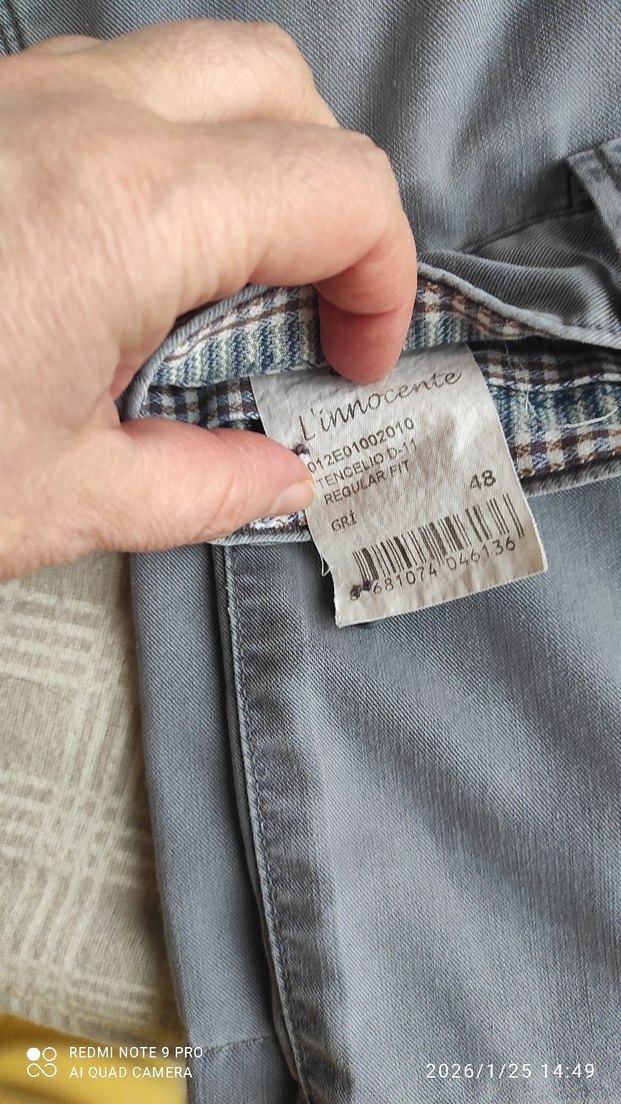 L'innocente
012E01002010
TENCELIO D-11
REGULAR FIT
48
GRİ
8 681074 046136
REDMI NOTE 9 PRO
AI QUAD CAMERA
2026/1/25 14:49